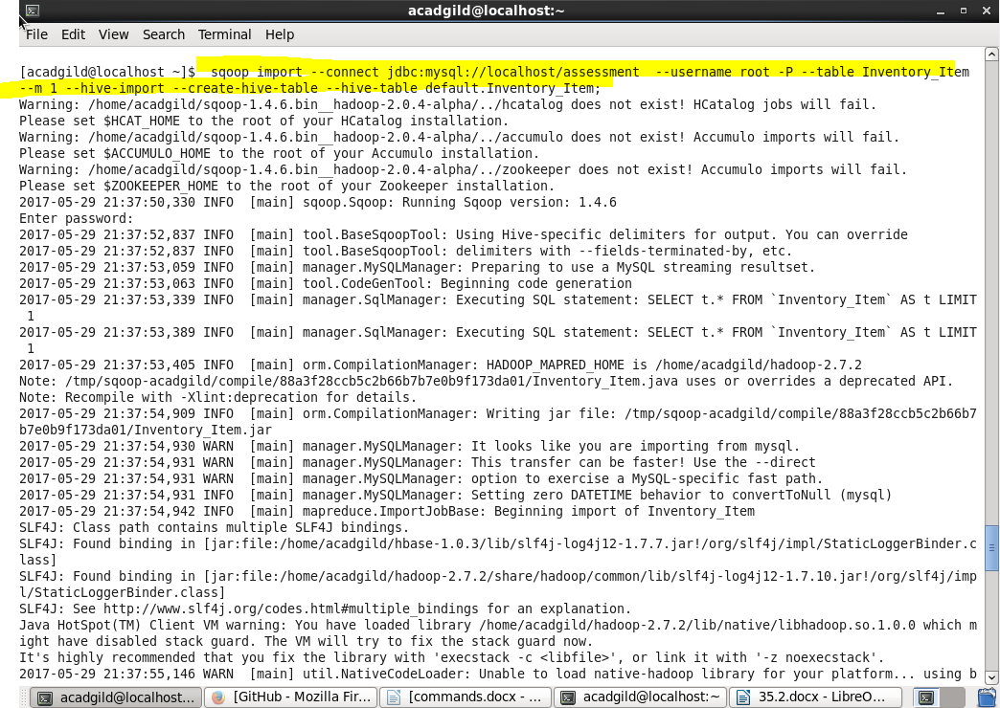 acadgild@localhost:~
File Edit View Search Terminal Help
[acadgild@localhost ~]$  sqoop import --connect jdbc:mysql://localhost/assessment  --username root -P --table Inventory_Item
--m 1 --hive-import --create-hive-table --hive-table default.Inventory_Item;
Warning: /home/acadgild/sqoop-1.4.6.bin__hadoop-2.0.4-alpha/../hcatalog does not exist! HCatalog jobs will fail.
Please set $HCAT_HOME to the root of your HCatalog installation.
Warning: /home/acadgild/sqoop-1.4.6.bin__hadoop-2.0.4-alpha/../accumulo does not exist! Accumulo imports will fail.
Please set $ACCUMULO_HOME to the root of your Accumulo installation.
Warning: /home/acadgild/sqoop-1.4.6.bin__hadoop-2.0.4-alpha/../zookeeper does not exist! Accumulo imports will fail.
Please set $ZOOKEEPER_HOME to the root of your Zookeeper installation.
2017-05-29 21:37:50,330 INFO  [main] sqoop.Sqoop: Running Sqoop version: 1.4.6
Enter password:
2017-05-29 21:37:52,837 INFO  [main] tool.BaseSqoopTool: Using Hive-specific delimiters for output. You can override
2017-05-29 21:37:52,837 INFO  [main] tool.BaseSqoopTool: delimiters with --fields-terminated-by, etc.
2017-05-29 21:37:53,059 INFO  [main] manager.MySQLManager: Preparing to use a MySQL streaming resultset.
2017-05-29 21:37:53,063 INFO  [main] tool.CodeGenTool: Beginning code generation
2017-05-29 21:37:53,339 INFO  [main] manager.SqlManager: Executing SQL statement: SELECT t.* FROM `Inventory_Item` AS t LIMIT
1
2017-05-29 21:37:53,389 INFO  [main] manager.SqlManager: Executing SQL statement: SELECT t.* FROM `Inventory_Item` AS t LIMIT
1
2017-05-29 21:37:53,405 INFO  [main] orm.CompilationManager: HADOOP_MAPRED_HOME is /home/acadgild/hadoop-2.7.2
Note: /tmp/sqoop-acadgild/compile/88a3f28ccb5c2b66b7b7e0b9f173da01/Inventory_Item.java uses or overrides a deprecated API.
Note: Recompile with -Xlint:deprecation for details.
2017-05-29 21:37:54,909 INFO  [main] orm.CompilationManager: Writing jar file: /tmp/sqoop-acadgild/compile/88a3f28ccb5c2b66b7
b7e0b9f173da01/Inventory_Item.jar
2017-05-29 21:37:54,930 WARN  [main] manager.MySQLManager: It looks like you are importing from mysql.
2017-05-29 21:37:54,931 WARN  [main] manager.MySQLManager: This transfer can be faster! Use the --direct
2017-05-29 21:37:54,931 WARN  [main] manager.MySQLManager: option to exercise a MySQL-specific fast path.
2017-05-29 21:37:54,931 INFO  [main] manager.MySQLManager: Setting zero DATETIME behavior to convertToNull (mysql)
2017-05-29 21:37:54,942 INFO  [main] mapreduce.ImportJobBase: Beginning import of Inventory_Item
SLF4J: Class path contains multiple SLF4J bindings.
SLF4J: Found binding in [jar:file:/home/acadgild/hbase-1.0.3/lib/slf4j-log4j12-1.7.7.jar!/org/slf4j/impl/StaticLoggerBinder.c
lass]
SLF4J: Found binding in [jar:file:/home/acadgild/hadoop-2.7.2/share/hadoop/common/lib/slf4j-log4j12-1.7.10.jar!/org/slf4j/imp
l/StaticLoggerBinder.class]
SLF4J: See http://www.slf4j.org/codes.html#multiple_bindings for an explanation.
Java HotSpot(TM) Client VM warning: You have loaded library /home/acadgild/hadoop-2.7.2/lib/native/libhadoop.so.1.0.0 which m
ight have disabled stack guard. The VM will try to fix the stack guard now.
It's highly recommended that you fix the library with 'execstack -c <libfile>', or link it with '-z noexecstack'.
2017-05-29 21:37:55,146 WARN  [main] util.NativeCodeLoader: Unable to load native-hadoop library for your platform... using b
acadgild@localhost... [GitHub - Mozilla Fir... [commands.docx - ... acadgild@localhost:~ 35.2.docx - LibreO...